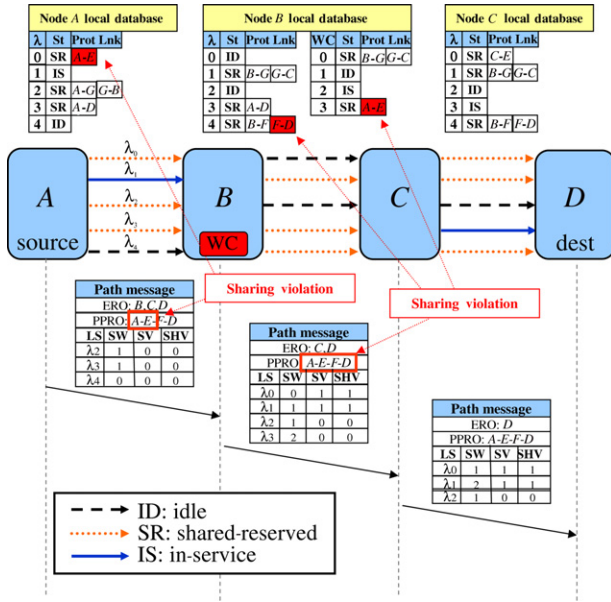 Node A local database
λ St Prot Lnk
0 SR A-E
1 IS
2 SR A-G G-B
3 SR A-D
4 ID
Node B local database
λ St Prot Lnk
0 ID
1 SR B-G G-C
2 ID
3 SR A-D
4 SR B-F F-D
WC St Prot Lnk
0 SR B-G G-C
1 ID
2 IS
3 SR A-E
Node C local database
λ St Prot Lnk
0 SR C-E
1 SR B-G G-C
2 ID
3 IS
4 SR B-F F-D
A
source
λ0
λ1
λ2
λ3
λ4
B
WC
C
D
dest
Sharing violation
Sharing violation
Path message
ERO: B,C,D
PPRO: A-E-F-D
LS SW SV SHV
λ2 1 0 0
λ3 1 0 0
λ4 0 0 0
Path message
ERO: C,D
PPRO: A-E-F-D
LS SW SV SHV
λ0 0 1 1
λ1 1 1 1
λ2 1 0 0
λ3 2 0 0
Path message
ERO: D
PPRO: A-E-F-D
LS SW SV SHV
λ0 1 1 1
λ1 2 1 1
λ2 1 0 0
ID: idle
SR: shared-reserved
IS: in-service